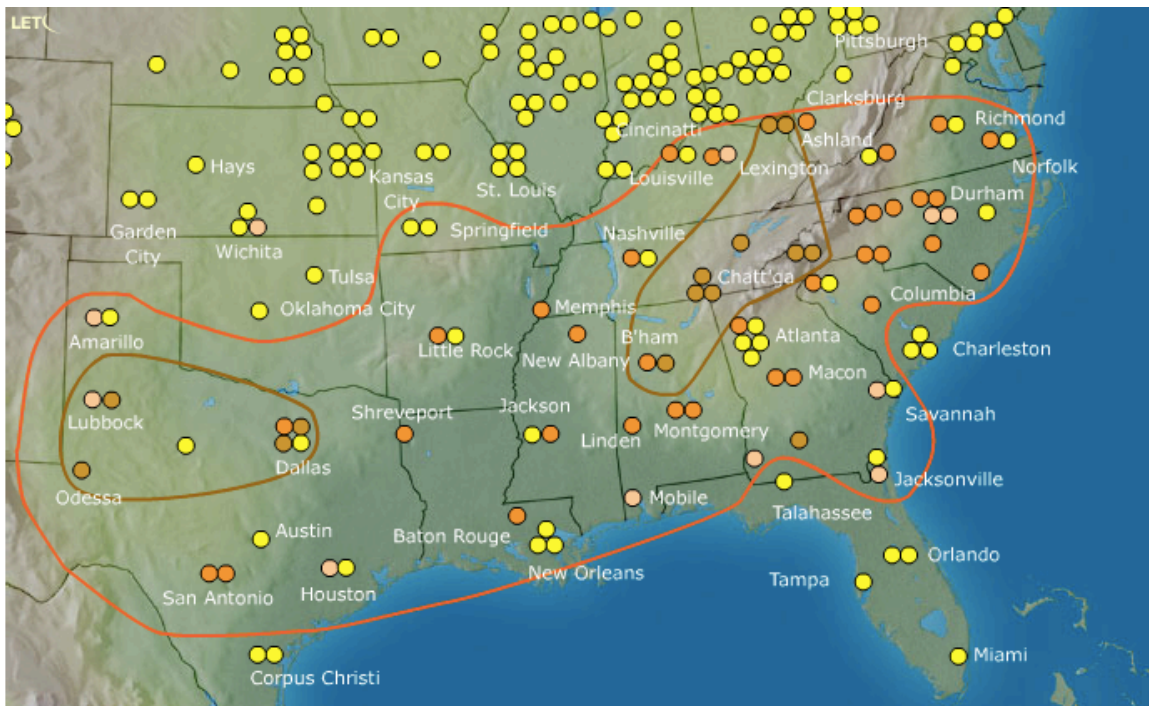 LET
Pittsburgh
Clarksburg
Cincinatti
Ashland
Richmond
Hays
Kansas
City
St. Louis
Louisville
Lexington
Norfolk
Durham
Garden
City
Wichita
Springfield
Nashville
Tulsa
Chatt'ga
Oklahoma City
Memphis
Columbia
Amarillo
Little Rock
New Albany
B'ham
Atlanta
Charleston
Macon
Lubbock
Shreveport
Jackson
Savannah
Linden
Montgomery
Dallas
Odessa
Jacksonville
Mobile
Talahassee
Austin
Baton Rouge
Orlando
New Orleans
Tampa
San Antonio
Houston
Miami
Corpus Christi